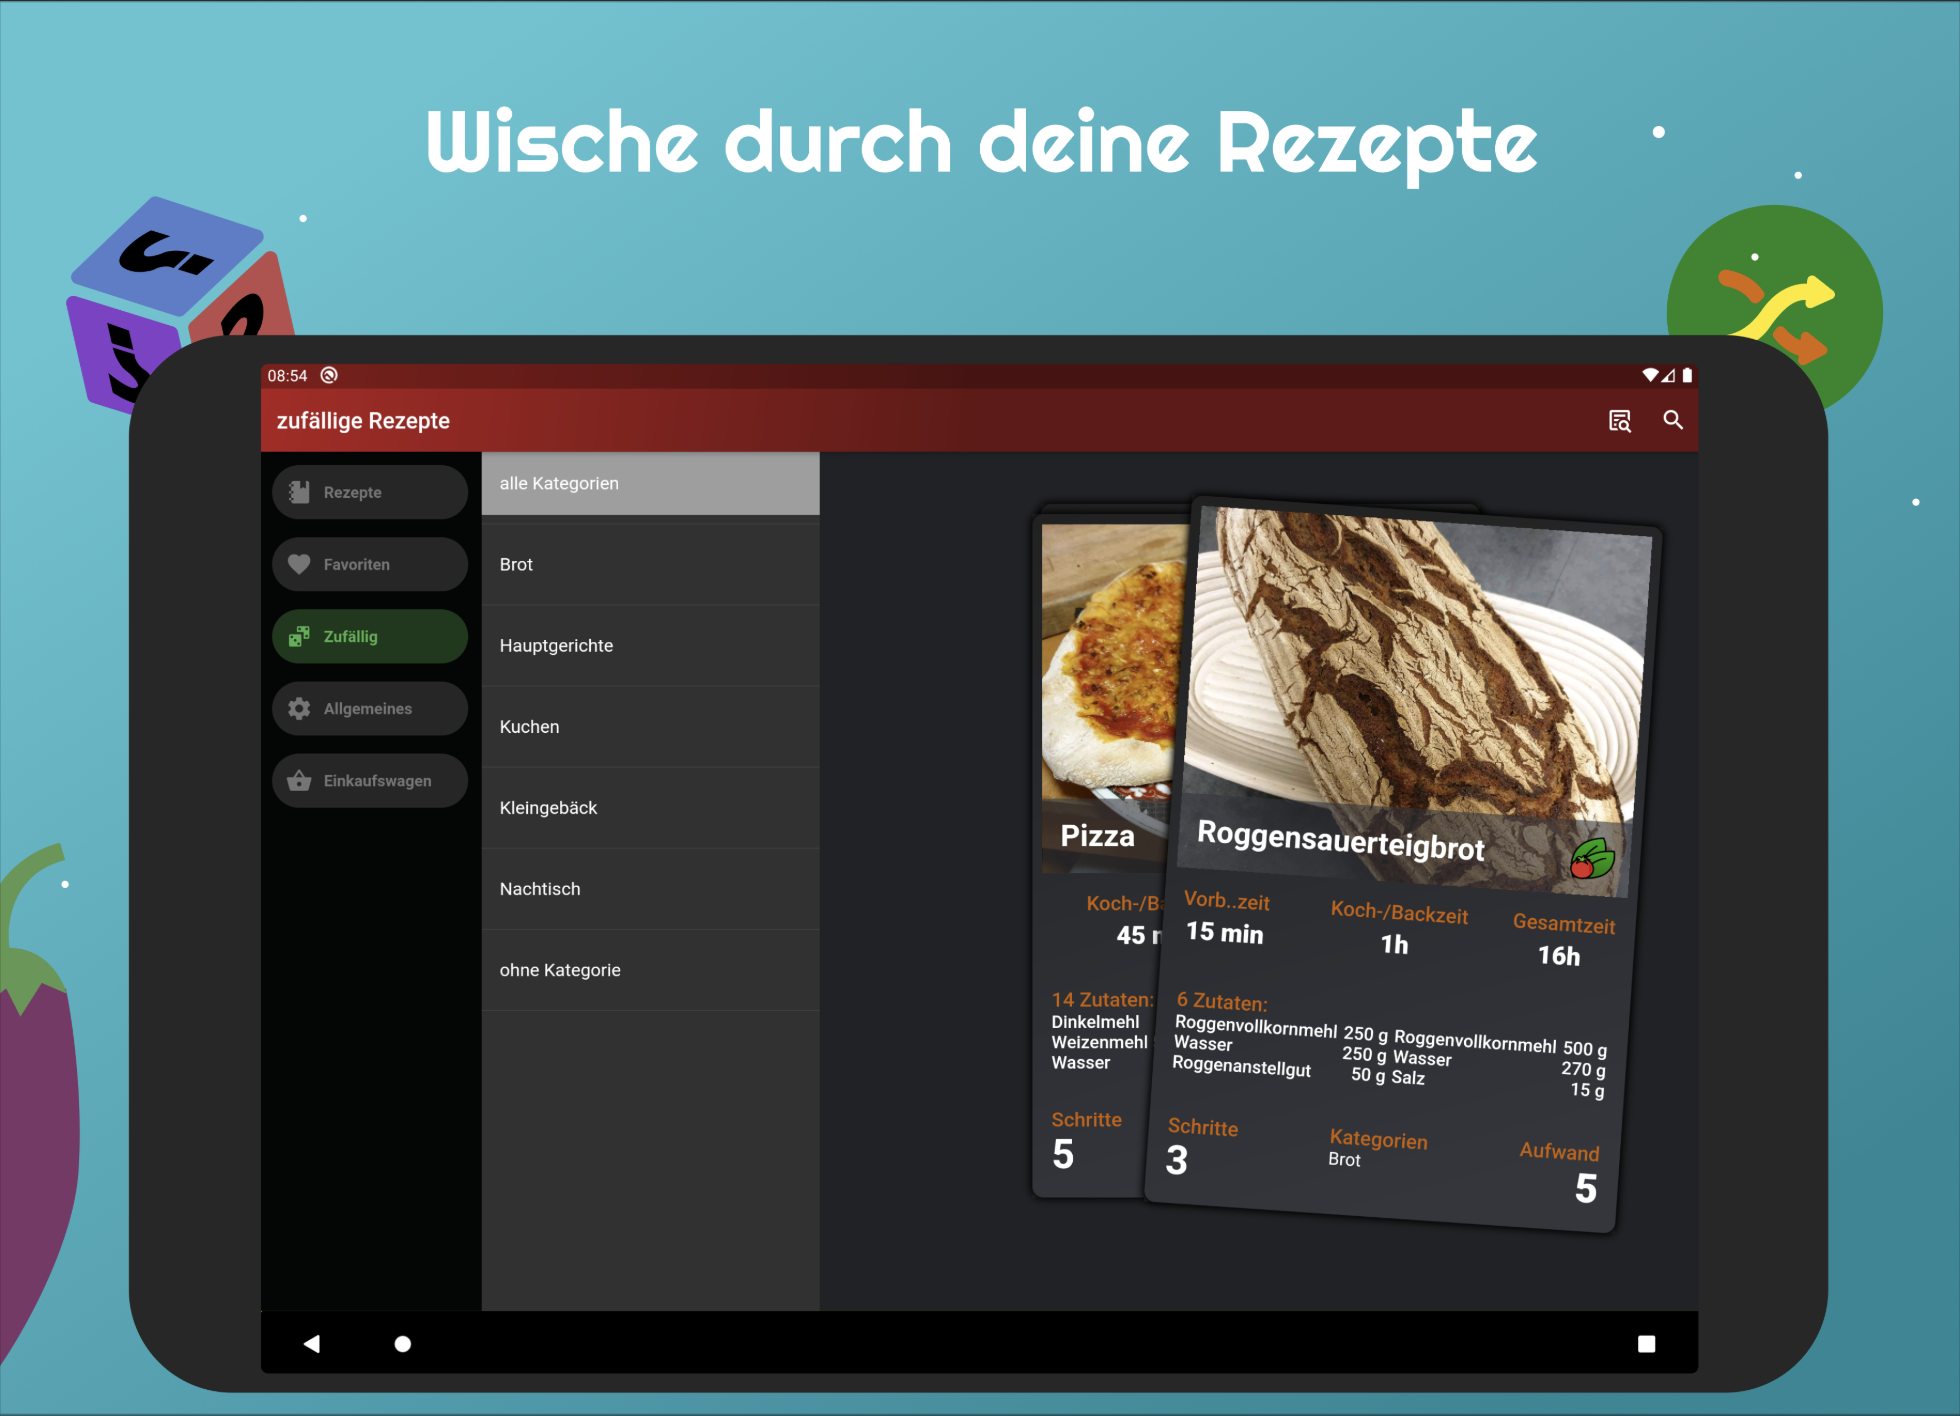 Wische durch deine Rezepte
08:54
zufällige Rezepte
Rezepte
Favoriten
Zufällig
Allgemeines
Einkaufswagen
alle Kategorien
Brot
Hauptgerichte
Kuchen
Kleingebäck
Nachtisch
ohne Kategorie
Pizza
Koch-/Ba
45 m
14 Zutaten:
Dinkelmehl
Weizenmehl
Wasser
Schritte
5
Roggensauerteigbrot
Vorb..zeit Koch-/Backzeit Gesamtzeit
15 min 1h 16h
6 Zutaten:
Roggenvollkornmehl 250 g Roggenvollkornmehl 500 g
Wasser 250 g Wasser 270 g
Roggenanstellgut 50 g Salz 15 g
Schritte Kategorien Aufwand
3 Brot 5